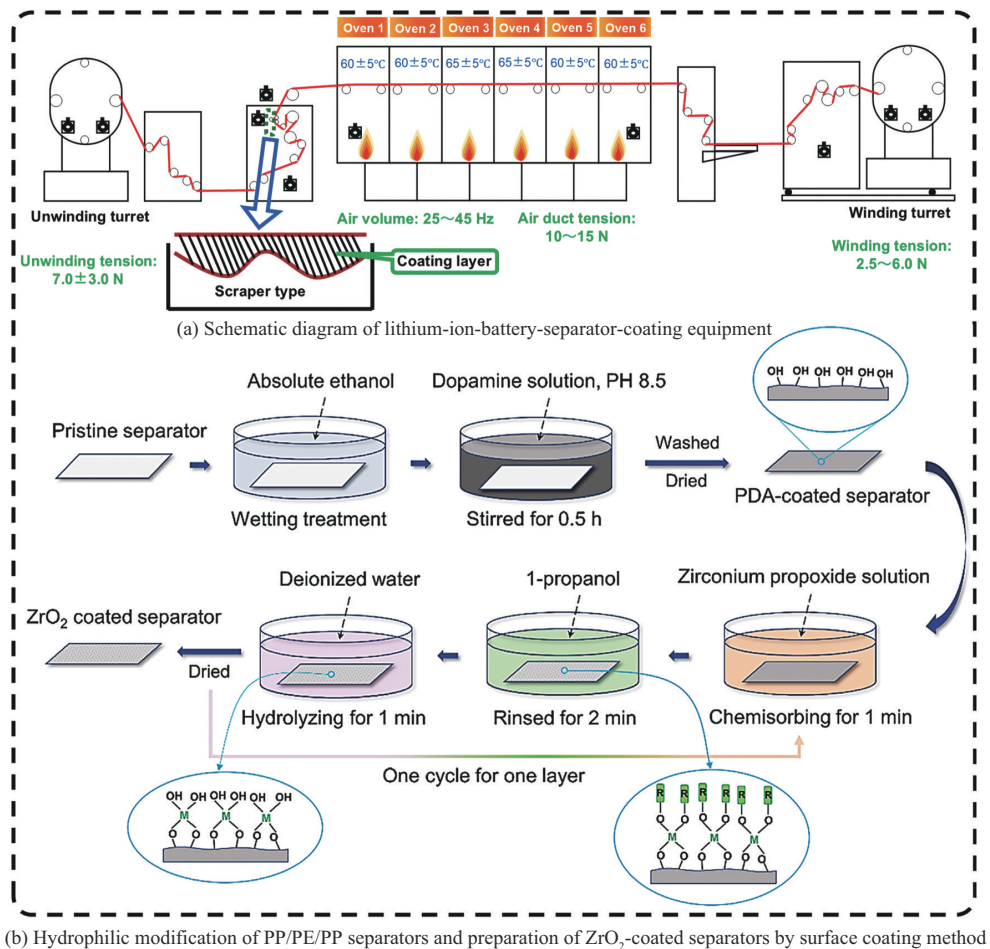 Oven 1 Oven 2 Oven 3 Oven 4 Oven 5 Oven 6
60±5℃ 60±5℃ 65±5℃ 65±5℃ 60±5℃ 60±5℃
Unwinding turret
Winding turret
Air volume: 25～45 Hz
Air duct tension:
10～15 N
Unwinding tension:
7.0±3.0 N
Winding tension:
2.5～6.0 N
Coating layer
Scraper type
(a) Schematic diagram of lithium-ion-battery-separator-coating equipment
Pristine separator
Absolute ethanol
Wetting treatment
Dopamine solution, PH 8.5
Stirred for 0.5 h
Washed
Dried
OH OH OH OH OH OH
PDA-coated separator
Zirconium propoxide solution
Chemisorbing for 1 min
1-propanol
Rinsed for 2 min
Deionized water
Hydrolyzing for 1 min
ZrO₂ coated separator
Dried
One cycle for one layer
OH OH OH OH OH OH
M M M
O O O O O O
R R R R R R
O O O O O O
M M M
O O O O O O
(b) Hydrophilic modification of PP/PE/PP separators and preparation of ZrO₂-coated separators by surface coating method